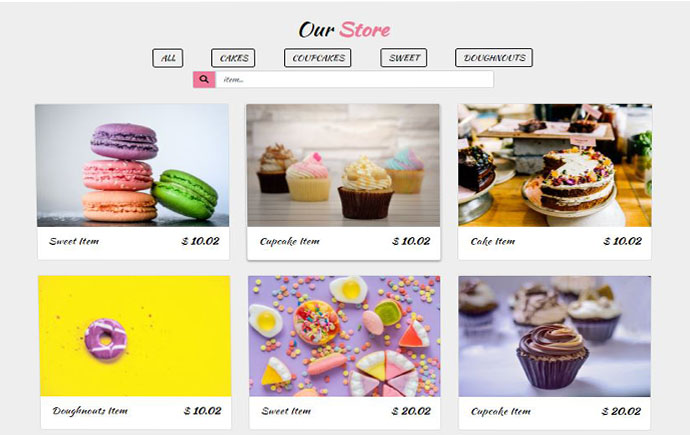 Our Store
ALL CAKES COUPCAKES SWEET DOUGHNOUTS
item...
Sweet Item $ 10.02
Cupcake Item $ 10.02
Cake Item $ 10.02
Doughnouts Item $ 10.02
Sweet Item $ 20.02
Cupcake Item $ 20.02